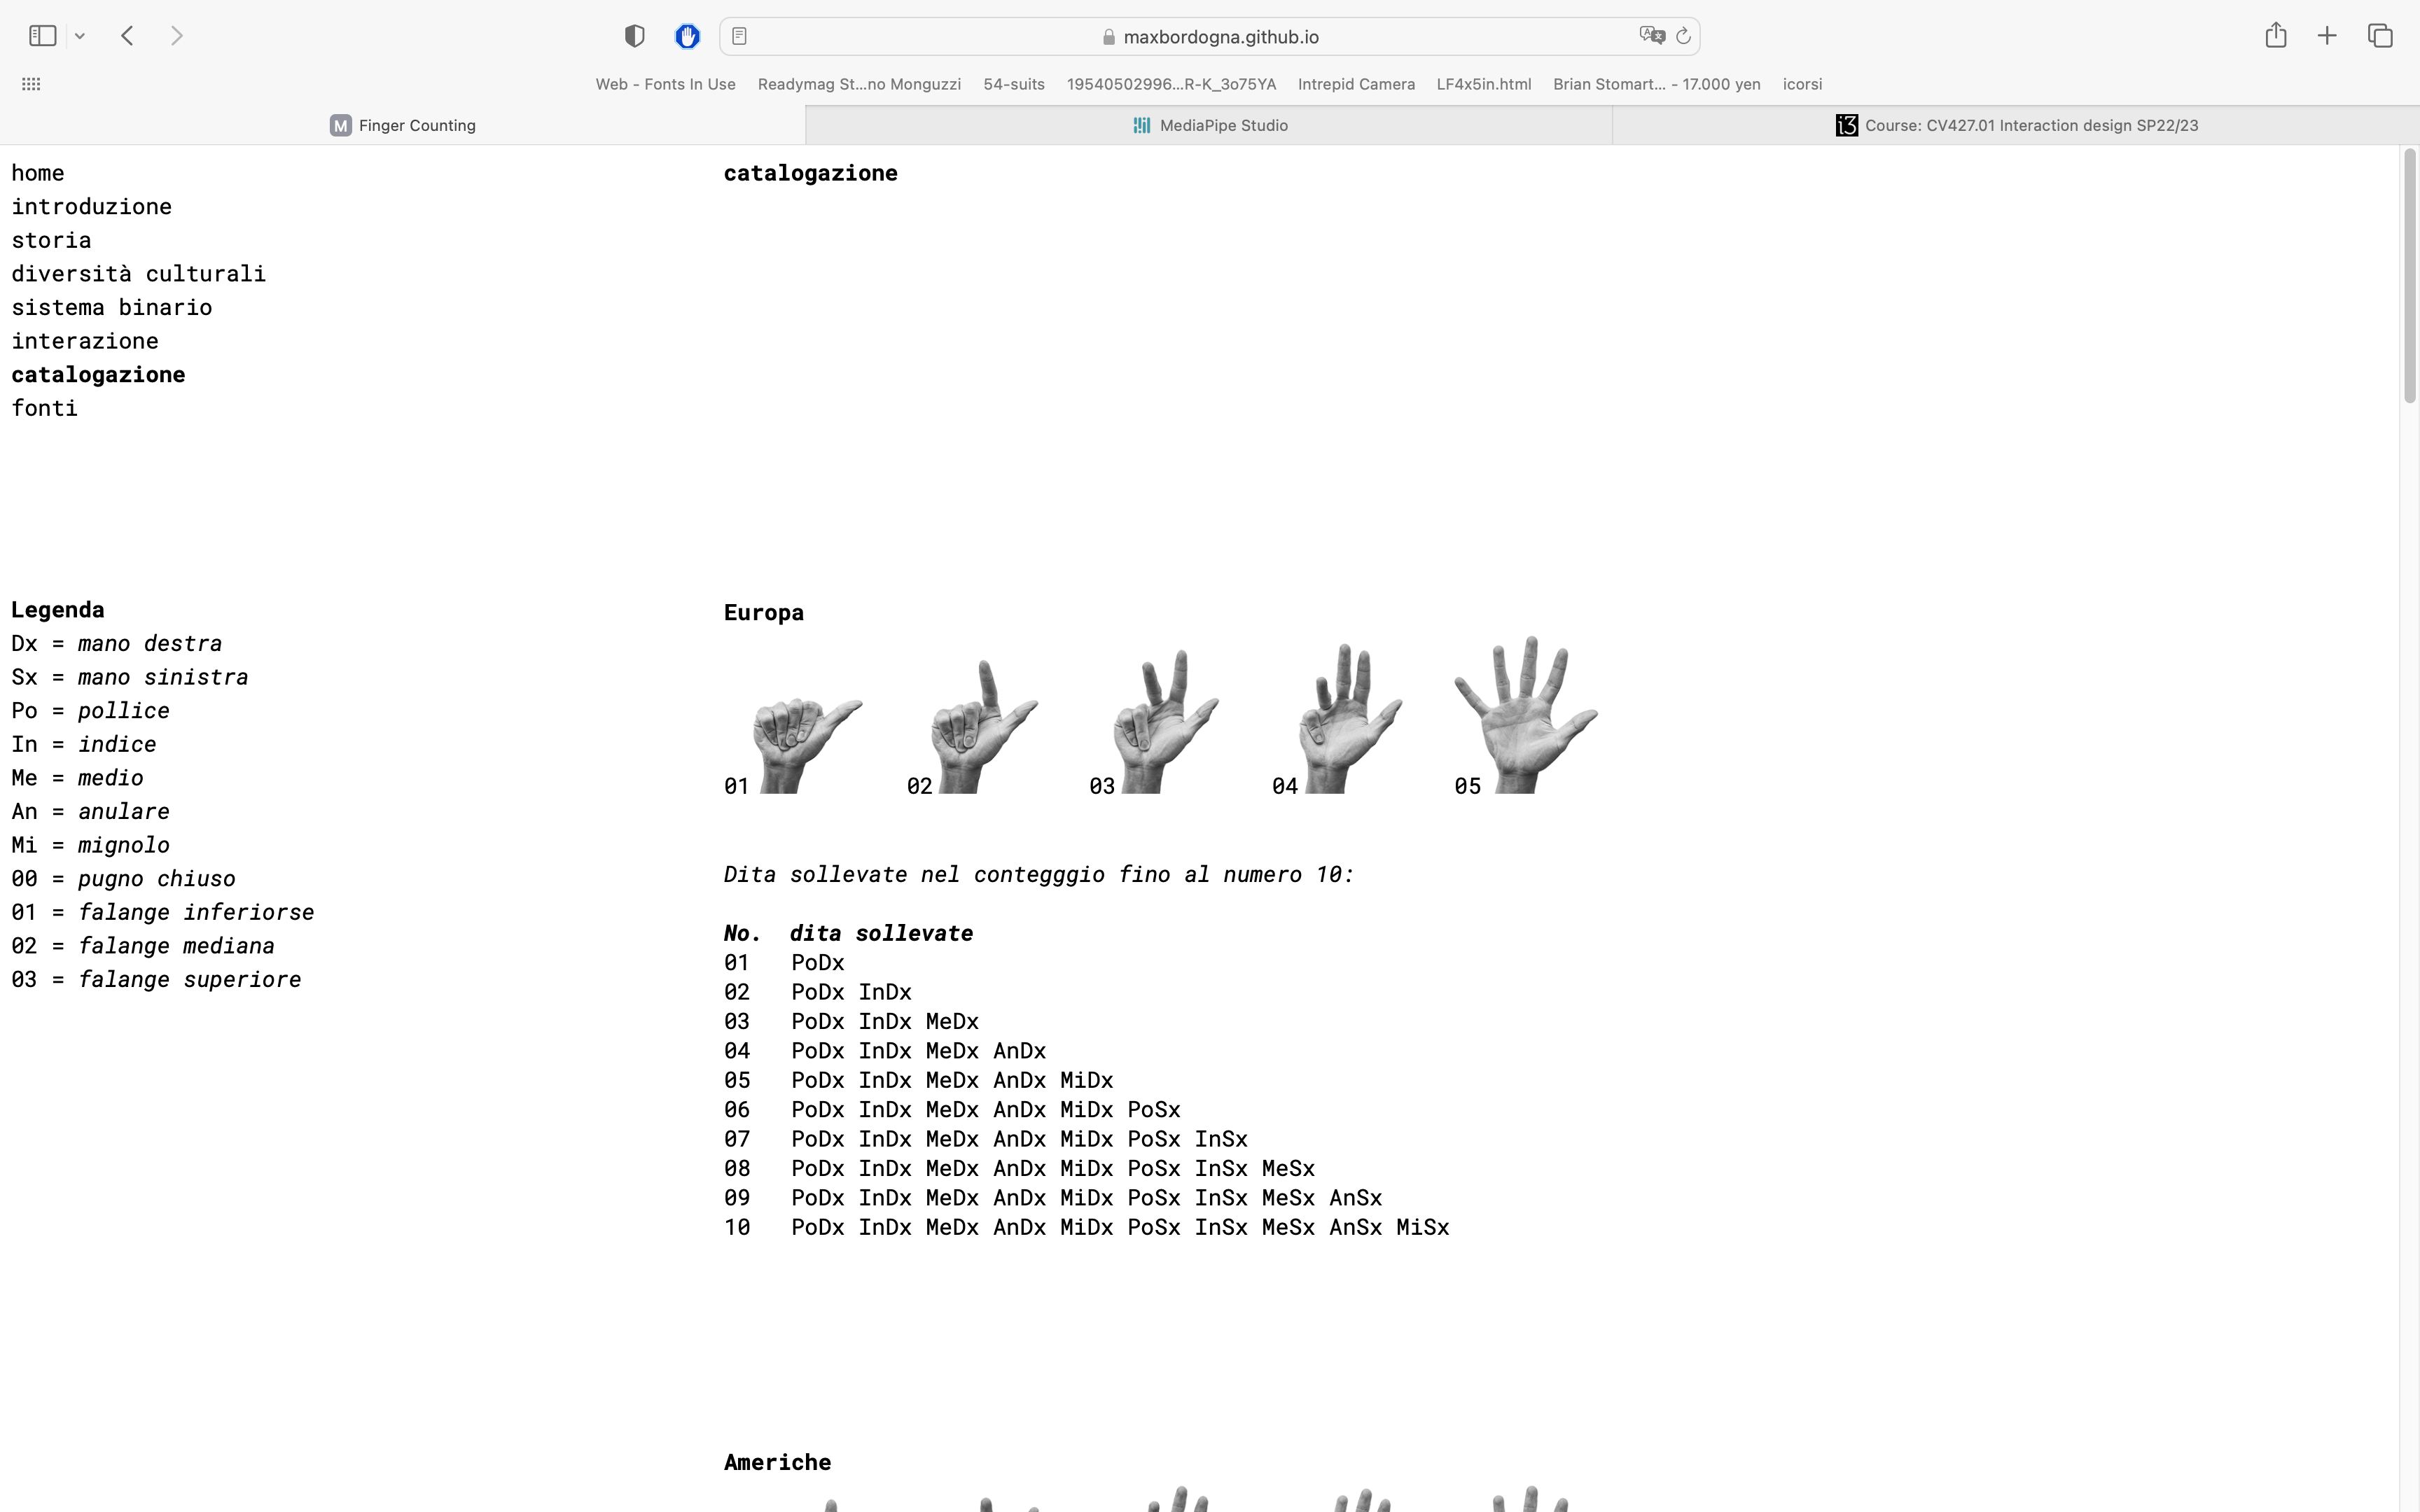 maxbordogna.github.io
Web - Fonts In Use
Readymag St...no Monguzzi
54-suits
19540502996...R-K_3o75YA
Intrepid Camera
LF4x5in.html
Brian Stomart... - 17.000 yen
icorsi
M Finger Counting
MediaPipe Studio
i3 Course: CV427.01 Interaction design SP22/23
home
introduzione
storia
diversità culturali
sistema binario
interazione
catalogazione
fonti
Legenda
Dx = mano destra
Sx = mano sinistra
Po = pollice
In = indice
Me = medio
An = anulare
Mi = mignolo
00 = pugno chiuso
01 = falange inferiorse
02 = falange mediana
03 = falange superiore
catalogazione
Europa
01 02 03 04 05
Dita sollevate nel contegggio fino al numero 10:
No. dita sollevate
01 PoDx
02 PoDx InDx
03 PoDx InDx MeDx
04 PoDx InDx MeDx AnDx
05 PoDx InDx MeDx AnDx MiDx
06 PoDx InDx MeDx AnDx MiDx PoSx
07 PoDx InDx MeDx AnDx MiDx PoSx InSx
08 PoDx InDx MeDx AnDx MiDx PoSx InSx MeSx
09 PoDx InDx MeDx AnDx MiDx PoSx InSx MeSx AnSx
10 PoDx InDx MeDx AnDx MiDx PoSx InSx MeSx AnSx MiSx
Americhe